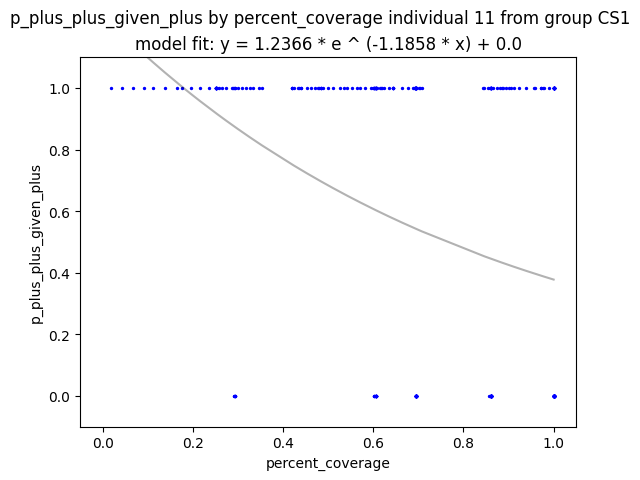 p_plus_plus_given_plus by percent_coverage individual 11 from group CS1
model fit: y = 1.2366 * e ^ (-1.1858 * x) + 0.0
1.0
0.8
0.6
0.4
0.2
0.0
p_plus_plus_given_plus
0.0 0.2 0.4 0.6 0.8 1.0
percent_coverage